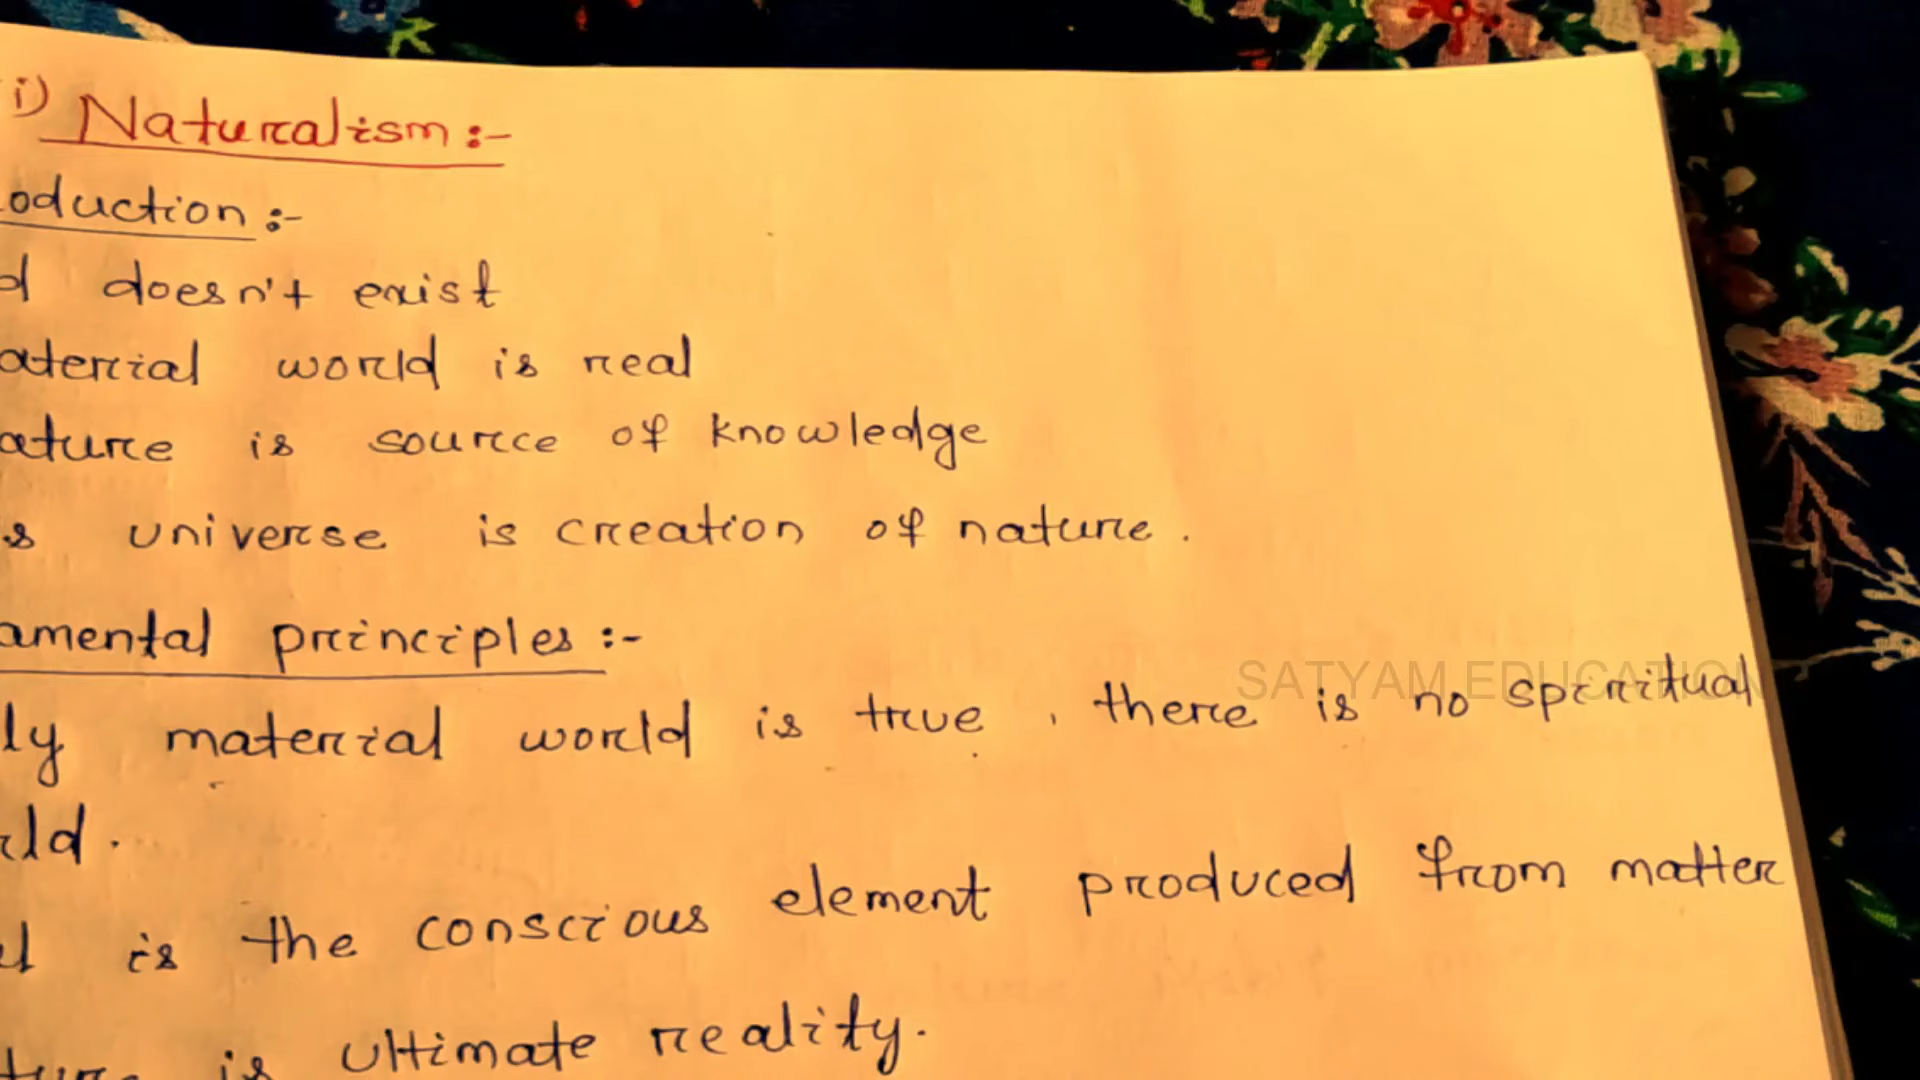 i) Naturalism :-
oduction :-
d doesn't exist
aterial world is real
ature is source of knowledge
s universe is creation of nature.
amental principles :-
ly material world is true, there is no spiritual
rld.
is the conscious element produced from matter
is ultimate reality.
SATYAM EDUCATION